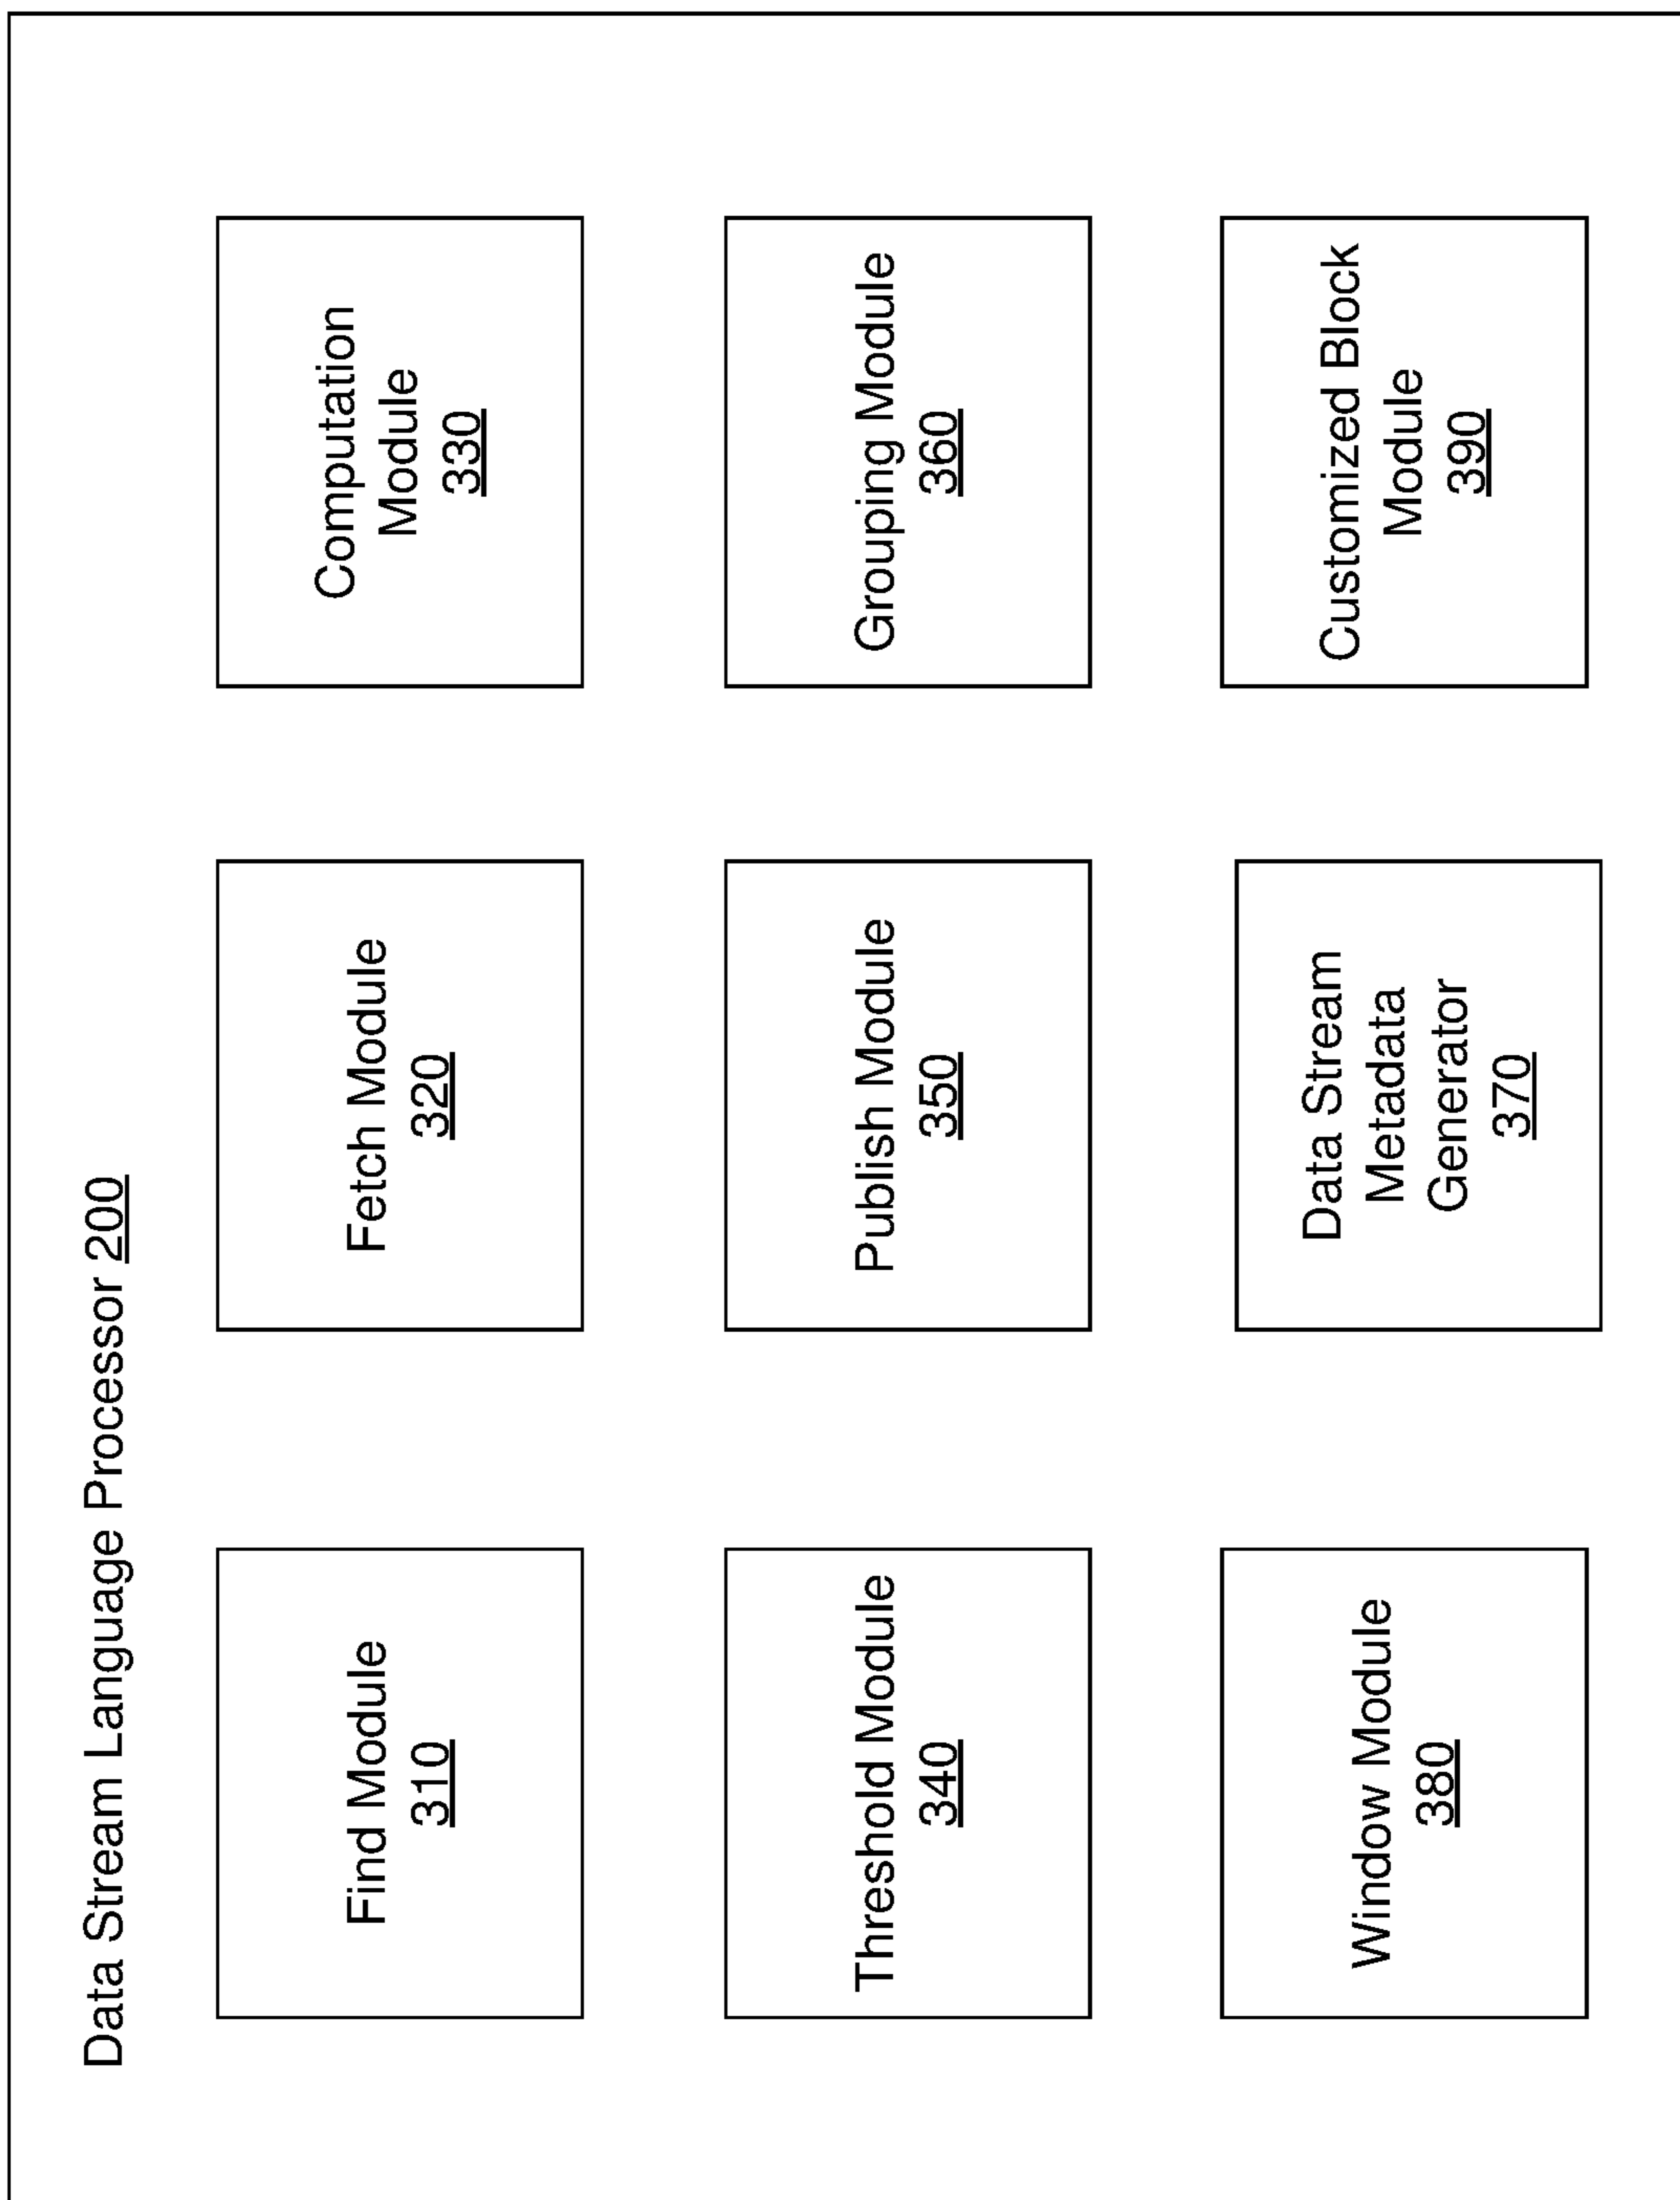 Data Stream Language Processor 200
Find Module
310
Fetch Module
320
Computation
Module
330
Threshold Module
340
Publish Module
350
Grouping Module
360
Window Module
380
Data Stream
Metadata
Generator
370
Customized Block
Module
390